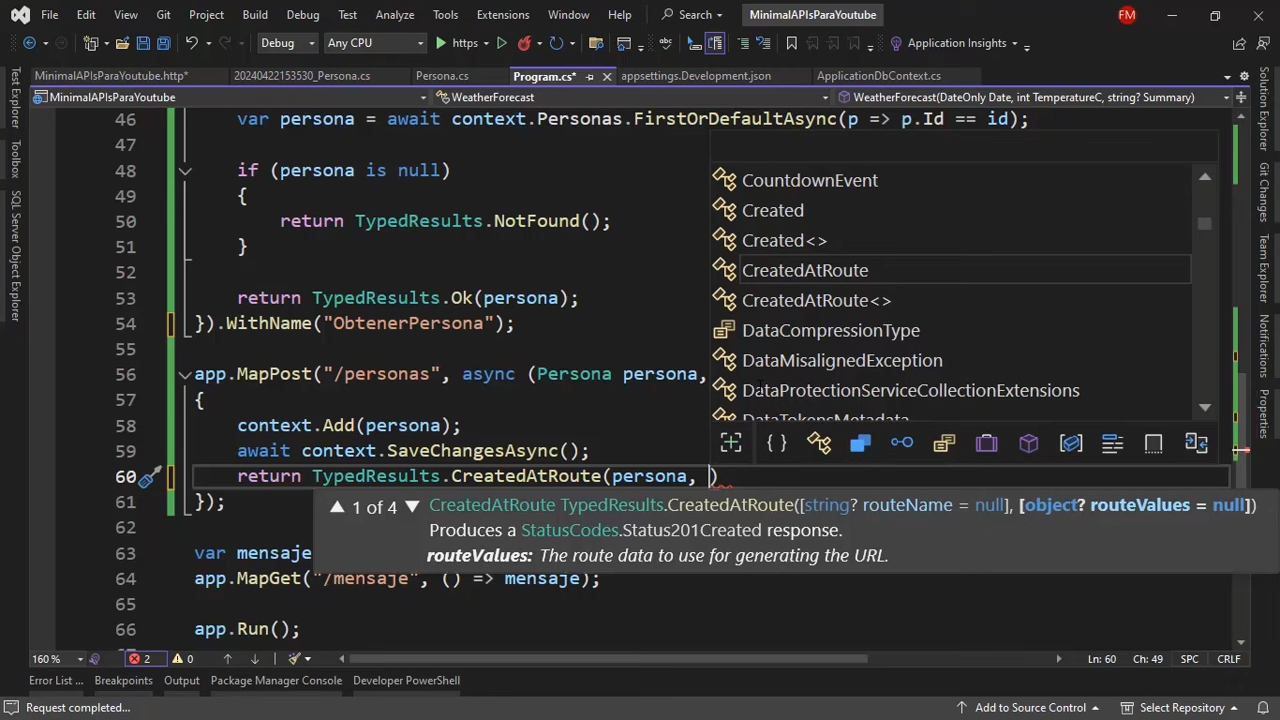 File Edit View Git Project Build Debug Test Analyze Tools Extensions Window Help Search MinimalAPIsParaYoutube FM
Debug Any CPU https Application Insights
MinimalAPIsParaYoutube.http* 20240422153530_Persona.cs Persona.cs Program.cs* appsettings.Development.json ApplicationDbContext.cs
MinimalAPIsParaYoutube WeatherForecast WeatherForecast(DateOnly Date, int TemperatureC, string? Summary)
Test Explorer
Toolbox
SQL Server Object Explorer
46 var persona = await context.Personas.FirstOrDefaultAsync(p => p.Id == id);
47
48 if (persona is null)
49 {
50 return TypedResults.NotFound();
51 }
52
53 return TypedResults.Ok(persona);
54 }).WithName("ObtenerPersona");
55
56 app.MapPost("/personas", async (Persona persona,
57 {
58 context.Add(persona);
59 await context.SaveChangesAsync();
60 return TypedResults.CreatedAtRoute(persona, )
61 });
62
63 var mensaje
64 app.MapGet("/mensaje", () => mensaje);
65
66 app.Run();
CountdownEvent
Created
Created<>
CreatedAtRoute
CreatedAtRoute<>
DataCompressionType
DataMisalignedException
DataProtectionServiceCollectionExtensions
DataTokensMetadata
1 of 4 CreatedAtRoute TypedResults.CreatedAtRoute([string? routeName = null], [object? routeValues = null])
Produces a StatusCodes.Status201Created response.
routeValues: The route data to use for generating the URL.
Solution Explorer
Git Changes
Team Explorer
Notifications
Properties
160 % 2 0 Ln: 60 Ch: 49 SPC CRLF
Error List ... Breakpoints Output Package Manager Console Developer PowerShell
Request completed... Add to Source Control Select Repository